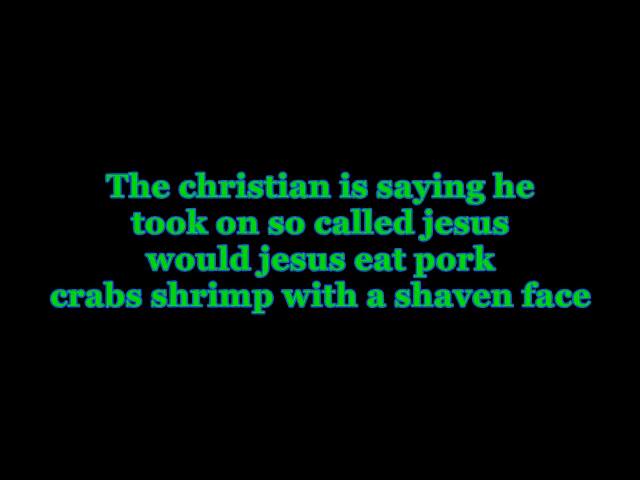 The christian is saying he
took on so called jesus
would jesus eat pork
crabs shrimp with a shaven face